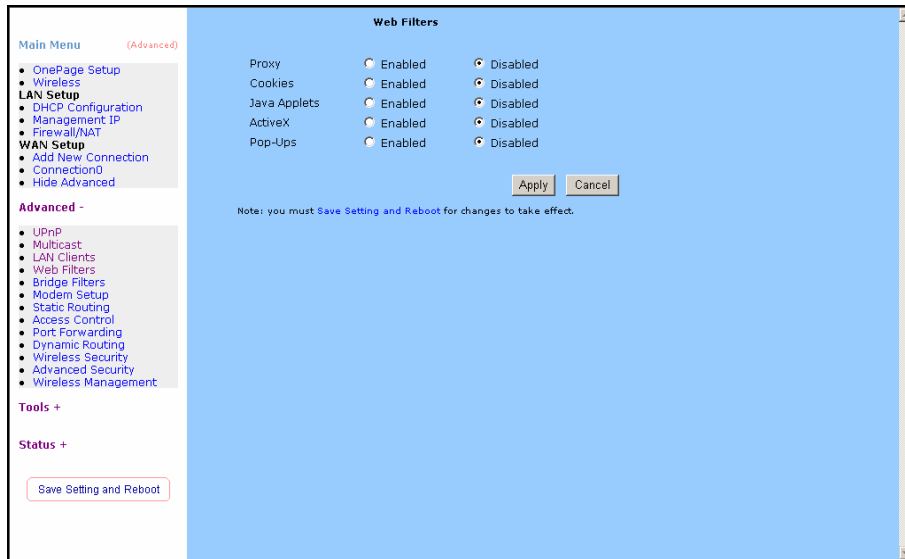 Main Menu (Advanced)
OnePage Setup
Wireless
LAN Setup
DHCP Configuration
Management IP
Firewall/NAT
WAN Setup
Add New Connection
Connection0
Hide Advanced
Advanced -
UPnP
Multicast
LAN Clients
Web Filters
Bridge Filters
Modem Setup
Static Routing
Access Control
Port Forwarding
Dynamic Routing
Wireless Security
Advanced Security
Wireless Management
Tools +
Status +
Save Setting and Reboot
Web Filters
Proxy Enabled Disabled
Cookies Enabled Disabled
Java Applets Enabled Disabled
ActiveX Enabled Disabled
Pop-Ups Enabled Disabled
Apply Cancel
Note: you must Save Setting and Reboot for changes to take effect.